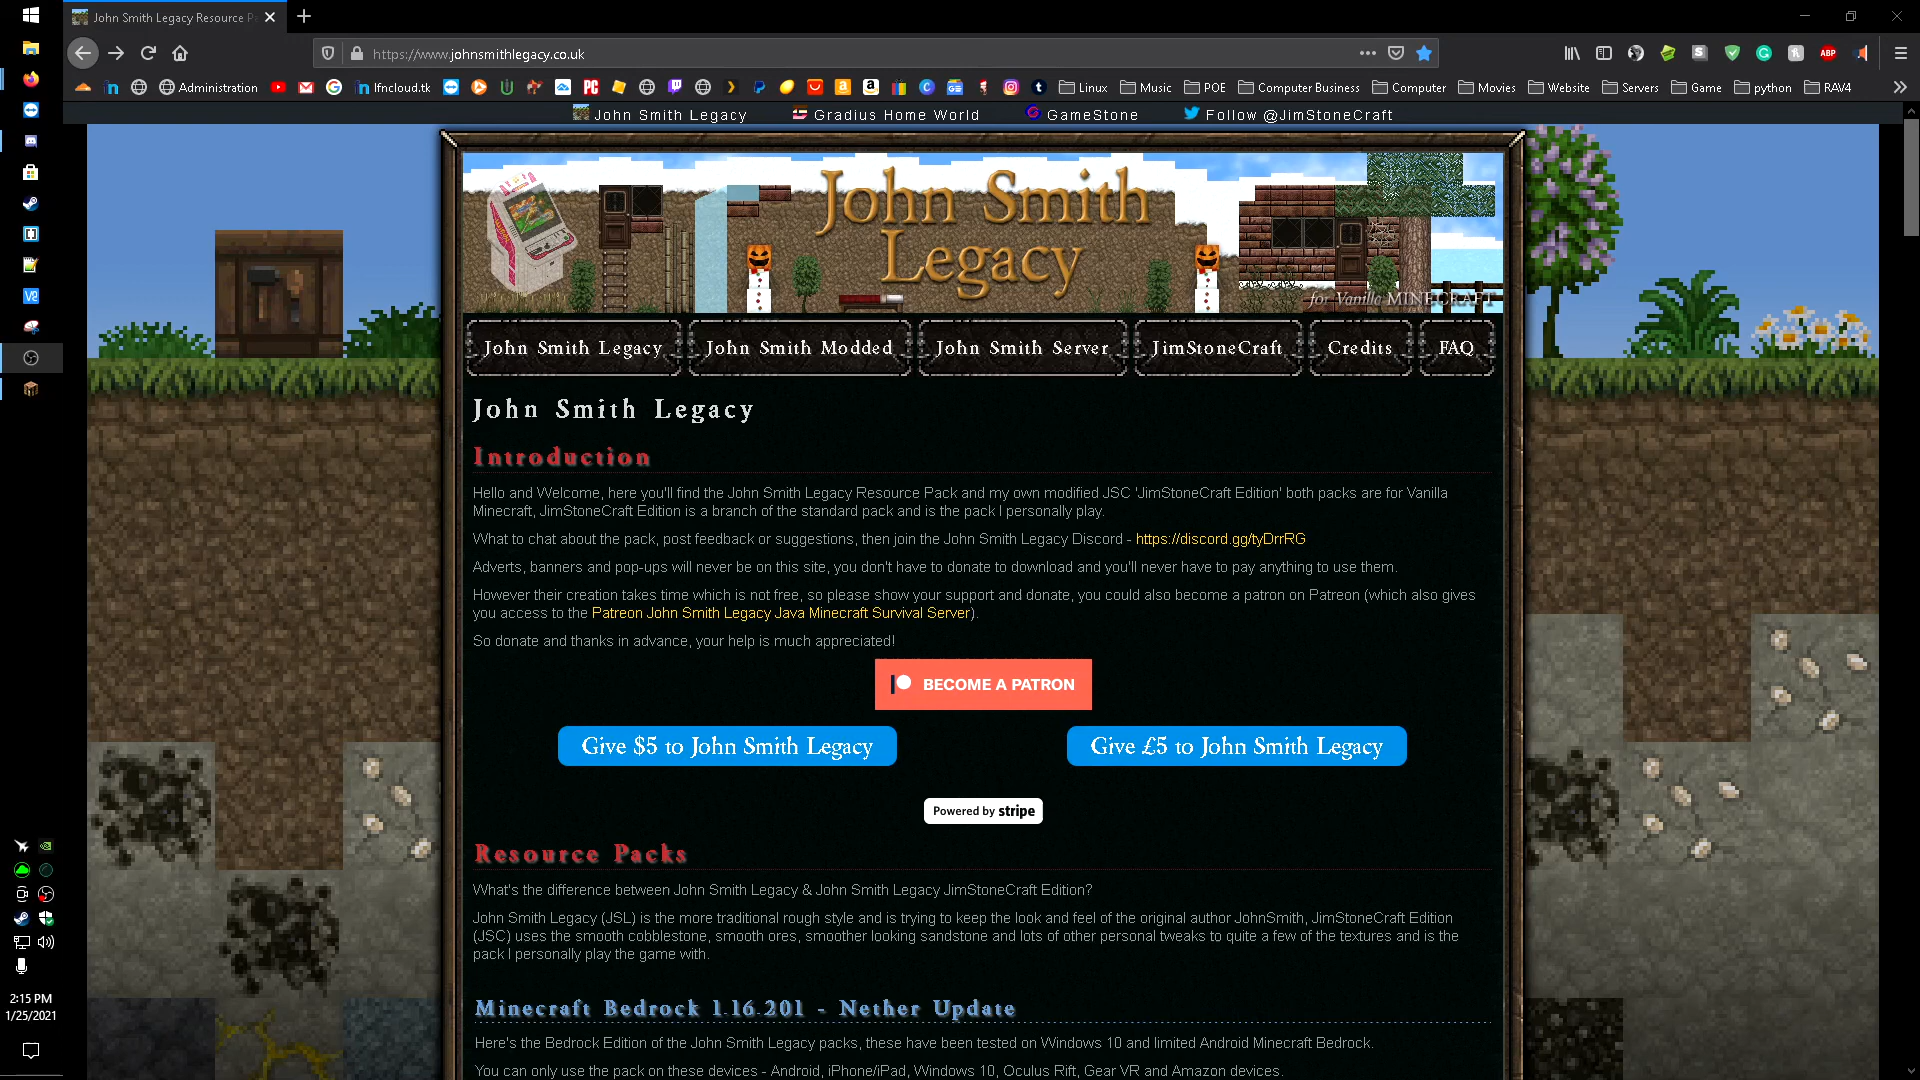 John Smith Legacy Resource P
https://www.johnsmithlegacy.co.uk
Administration
lfncloud.tk
Linux
Music
POE
Computer Business
Computer
Movies
Website
Servers
Game
python
RAV4
John Smith Legacy
Gradius Home World
GameStone
Follow @JimStoneCraft
John Smith
Legacy
for Vanilla MINECRAFT
John Smith Legacy
John Smith Modded
John Smith Server
JimStoneCraft
Credits
FAQ
John Smith Legacy
Introduction
Hello and Welcome, here you'll find the John Smith Legacy Resource Pack and my own modified JSC 'JimStoneCraft Edition' both packs are for Vanilla
Minecraft, JimStoneCraft Edition is a branch of the standard pack and is the pack I personally play.
What to chat about the pack, post feedback or suggestions, then join the John Smith Legacy Discord - https://discord.gg/tyDrrRG
Adverts, banners and pop-ups will never be on this site, you don't have to donate to download and you'll never have to pay anything to use them.
However their creation takes time which is not free, so please show your support and donate, you could also become a patron on Patreon (which also gives
you access to the Patreon John Smith Legacy Java Minecraft Survival Server).
So donate and thanks in advance, your help is much appreciated!
BECOME A PATRON
Give $5 to John Smith Legacy
Give £5 to John Smith Legacy
Powered by stripe
Resource Packs
What's the difference between John Smith Legacy & John Smith Legacy JimStoneCraft Edition?
John Smith Legacy (JSL) is the more traditional rough style and is trying to keep the look and feel of the original author JohnSmith, JimStoneCraft Edition
(JSC) uses the smooth cobblestone, smooth ores, smoother looking sandstone and lots of other personal tweaks to quite a few of the textures and is the
pack I personally play the game with.
Minecraft Bedrock 1.16.201 - Nether Update
Here's the Bedrock Edition of the John Smith Legacy packs, these have been tested on Windows 10 and limited Android Minecraft Bedrock.
You can only use the pack on these devices - Android, iPhone/iPad, Windows 10, Oculus Rift, Gear VR and Amazon devices.
2:15 PM
1/25/2021